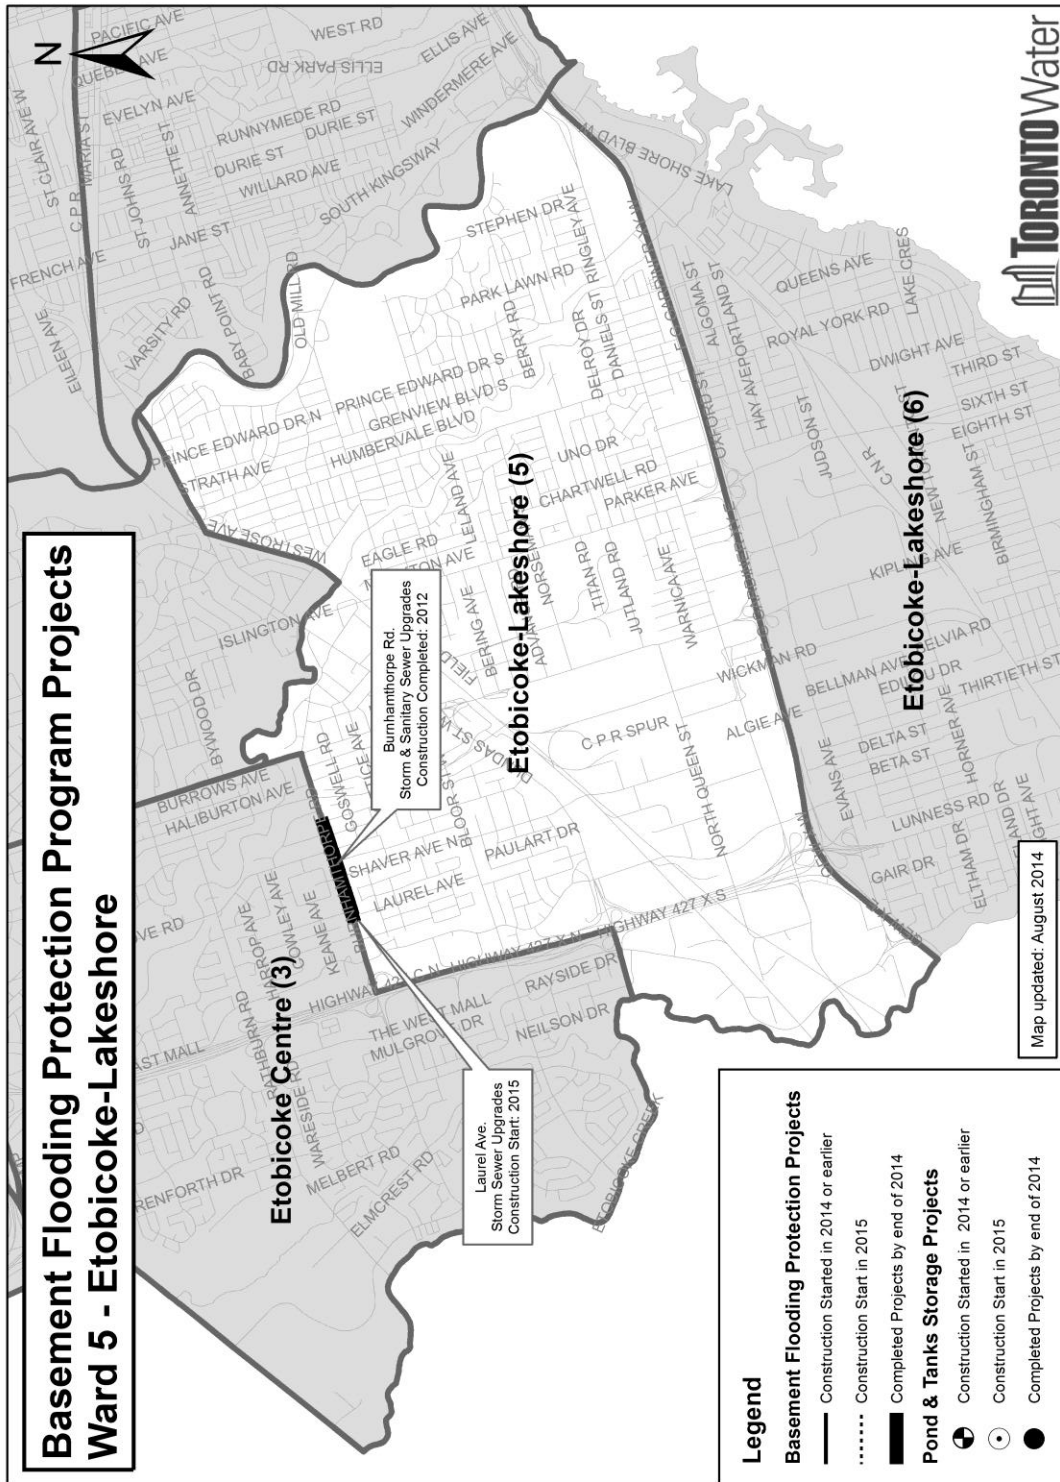 Basement Flooding Protection Program Projects
Ward 5 - Etobicoke-Lakeshore
N
PACIFIC AVE
WEST RD
ELLIS AVE
ELLIS PARK RD
WINDERMERE AVE
ST CLAIR AVE W
EVELYN AVE
RUNNYMEDE RD
DURIE ST
ST JOHNS RD
ANNETTE ST
DURIE ST
WILLARD AVE
SOUTH KINGSWAY
FRENCH AVE
JANE ST
EILEEN AVE
VARSITY RD
BABY POINT RD
OLD MILL RD
STEPHEN DR
PARK LAWN RD
BERRY RD
DELROY DR
DANIELS ST
RINGLEY AVE
PRINCE EDWARD DR N
PRINCE EDWARD DR S
GRENVIEW BLVD S
HUMBERVALE BLVD
STRATH AVE
WESTROSE AVE
UNO DR
CHARTWELL RD
PARKER AVE
EAGLE RD
LELAND AVE
ISLINGTON AVE
BERING AVE
TITAN RD
JUTLAND RD
WARNICA AVE
BYWOOD DR
BURROWS AVE
HALIBURTON AVE
GOSWELL RD
Burnhamthorpe Rd.
Storm & Sanitary Sewer Upgrades
Construction Completed: 2012
Etobicoke-Lakeshore (5)
WICKMAN RD
ALGIE AVE
C P R SPUR
NORTH QUEEN ST
SHAVER AVE N
LAUREL AVE
PAULART DR
COWLEY AVE
KEANE AVE
HARROP AVE
RATHBURN RD
WARESIDE RD
Etobicoke Centre (3)
THE WEST MALL
MULGROVE DR
RAYSIDE DR
NEILSON DR
HIGHWAY 427 X S
MELBERT RD
ELMCREST RD
RENFORTH DR
ETOBICOKE CREEK
Laurel Ave.
Storm Sewer Upgrades
Construction Start: 2015
ALGOMA ST
OXFORD ST
QUEENS AVE
ROYAL YORK RD
LAKE CRES
DWIGHT AVE
THIRD ST
SIXTH ST
EIGHTH ST
JUDSON ST
C N R
BIRMINGHAM ST
KIPLING AVE
Etobicoke-Lakeshore (6)
BELLMAN AVE
THIRTIETH ST
HORNER AVE
DELTA ST
BETA ST
EVANS AVE
LUNNESS RD
GAIR DR
ELTHAM DR
TORONTO Water
Map updated: August 2014
Legend
Basement Flooding Protection Projects
Construction Started in 2014 or earlier
Construction Start in 2015
Completed Projects by end of 2014
Pond & Tanks Storage Projects
Construction Started in 2014 or earlier
Construction Start in 2015
Completed Projects by end of 2014